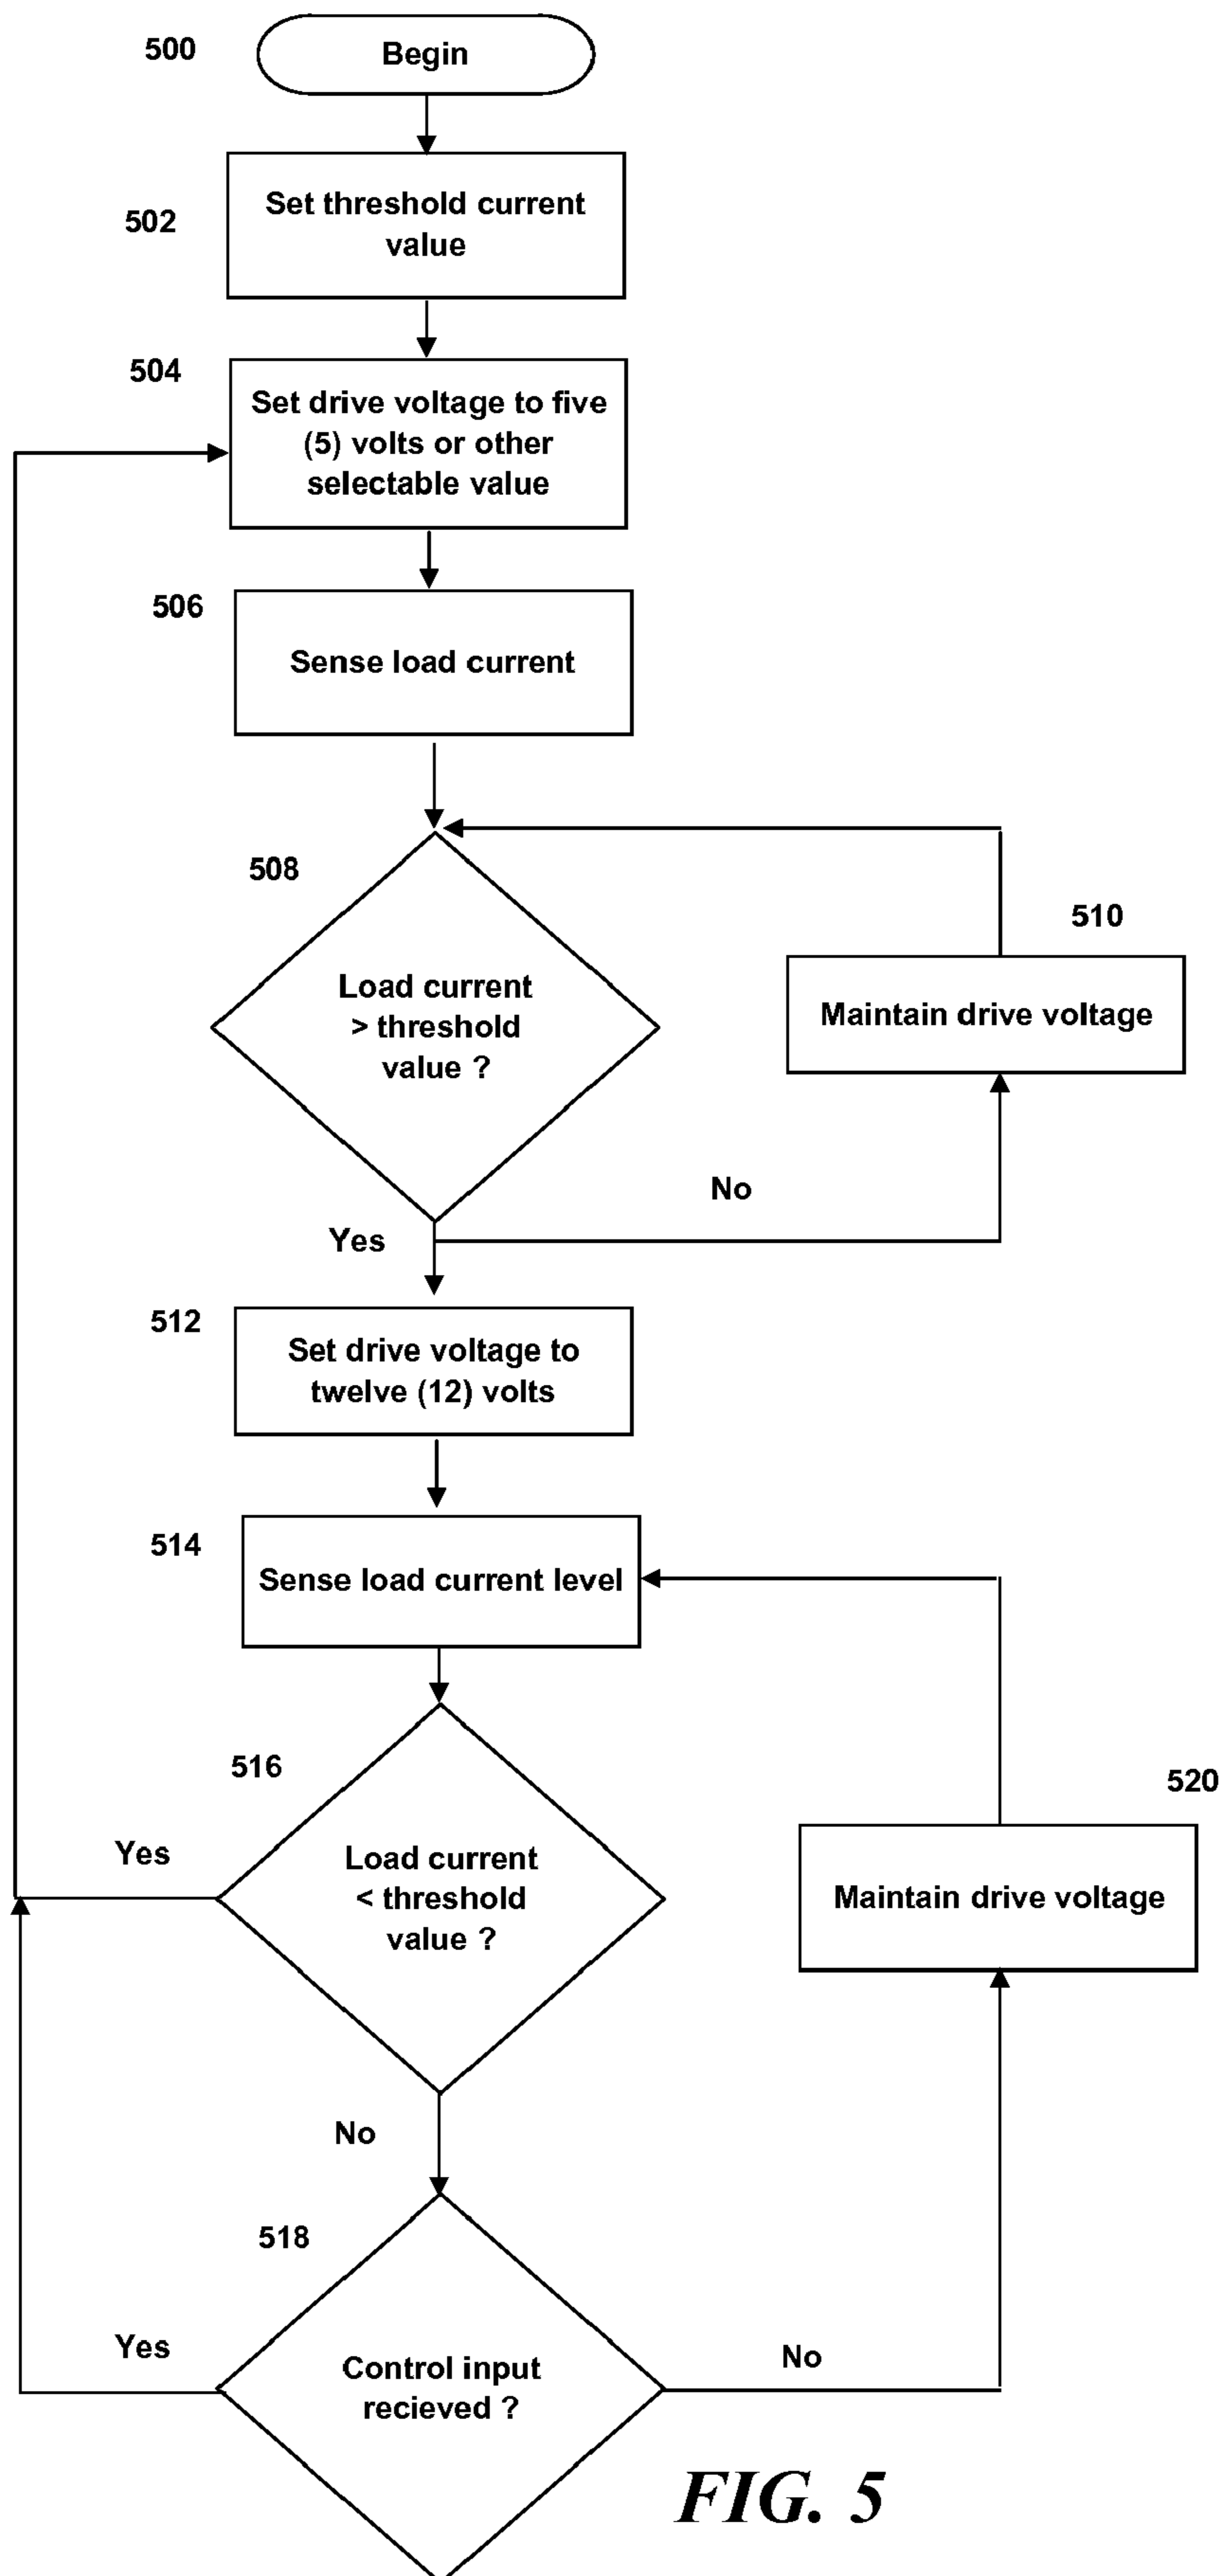 500
Begin
502
Set threshold current
value
504
Set drive voltage to five
(5) volts or other
selectable value
506
Sense load current
508
Load current
> threshold
value ?
510
Maintain drive voltage
No
Yes
512
Set drive voltage to
twelve (12) volts
514
Sense load current level
516
Load current
< threshold
value ?
Yes
520
Maintain drive voltage
No
518
Control input
recieved ?
Yes
No
FIG. 5